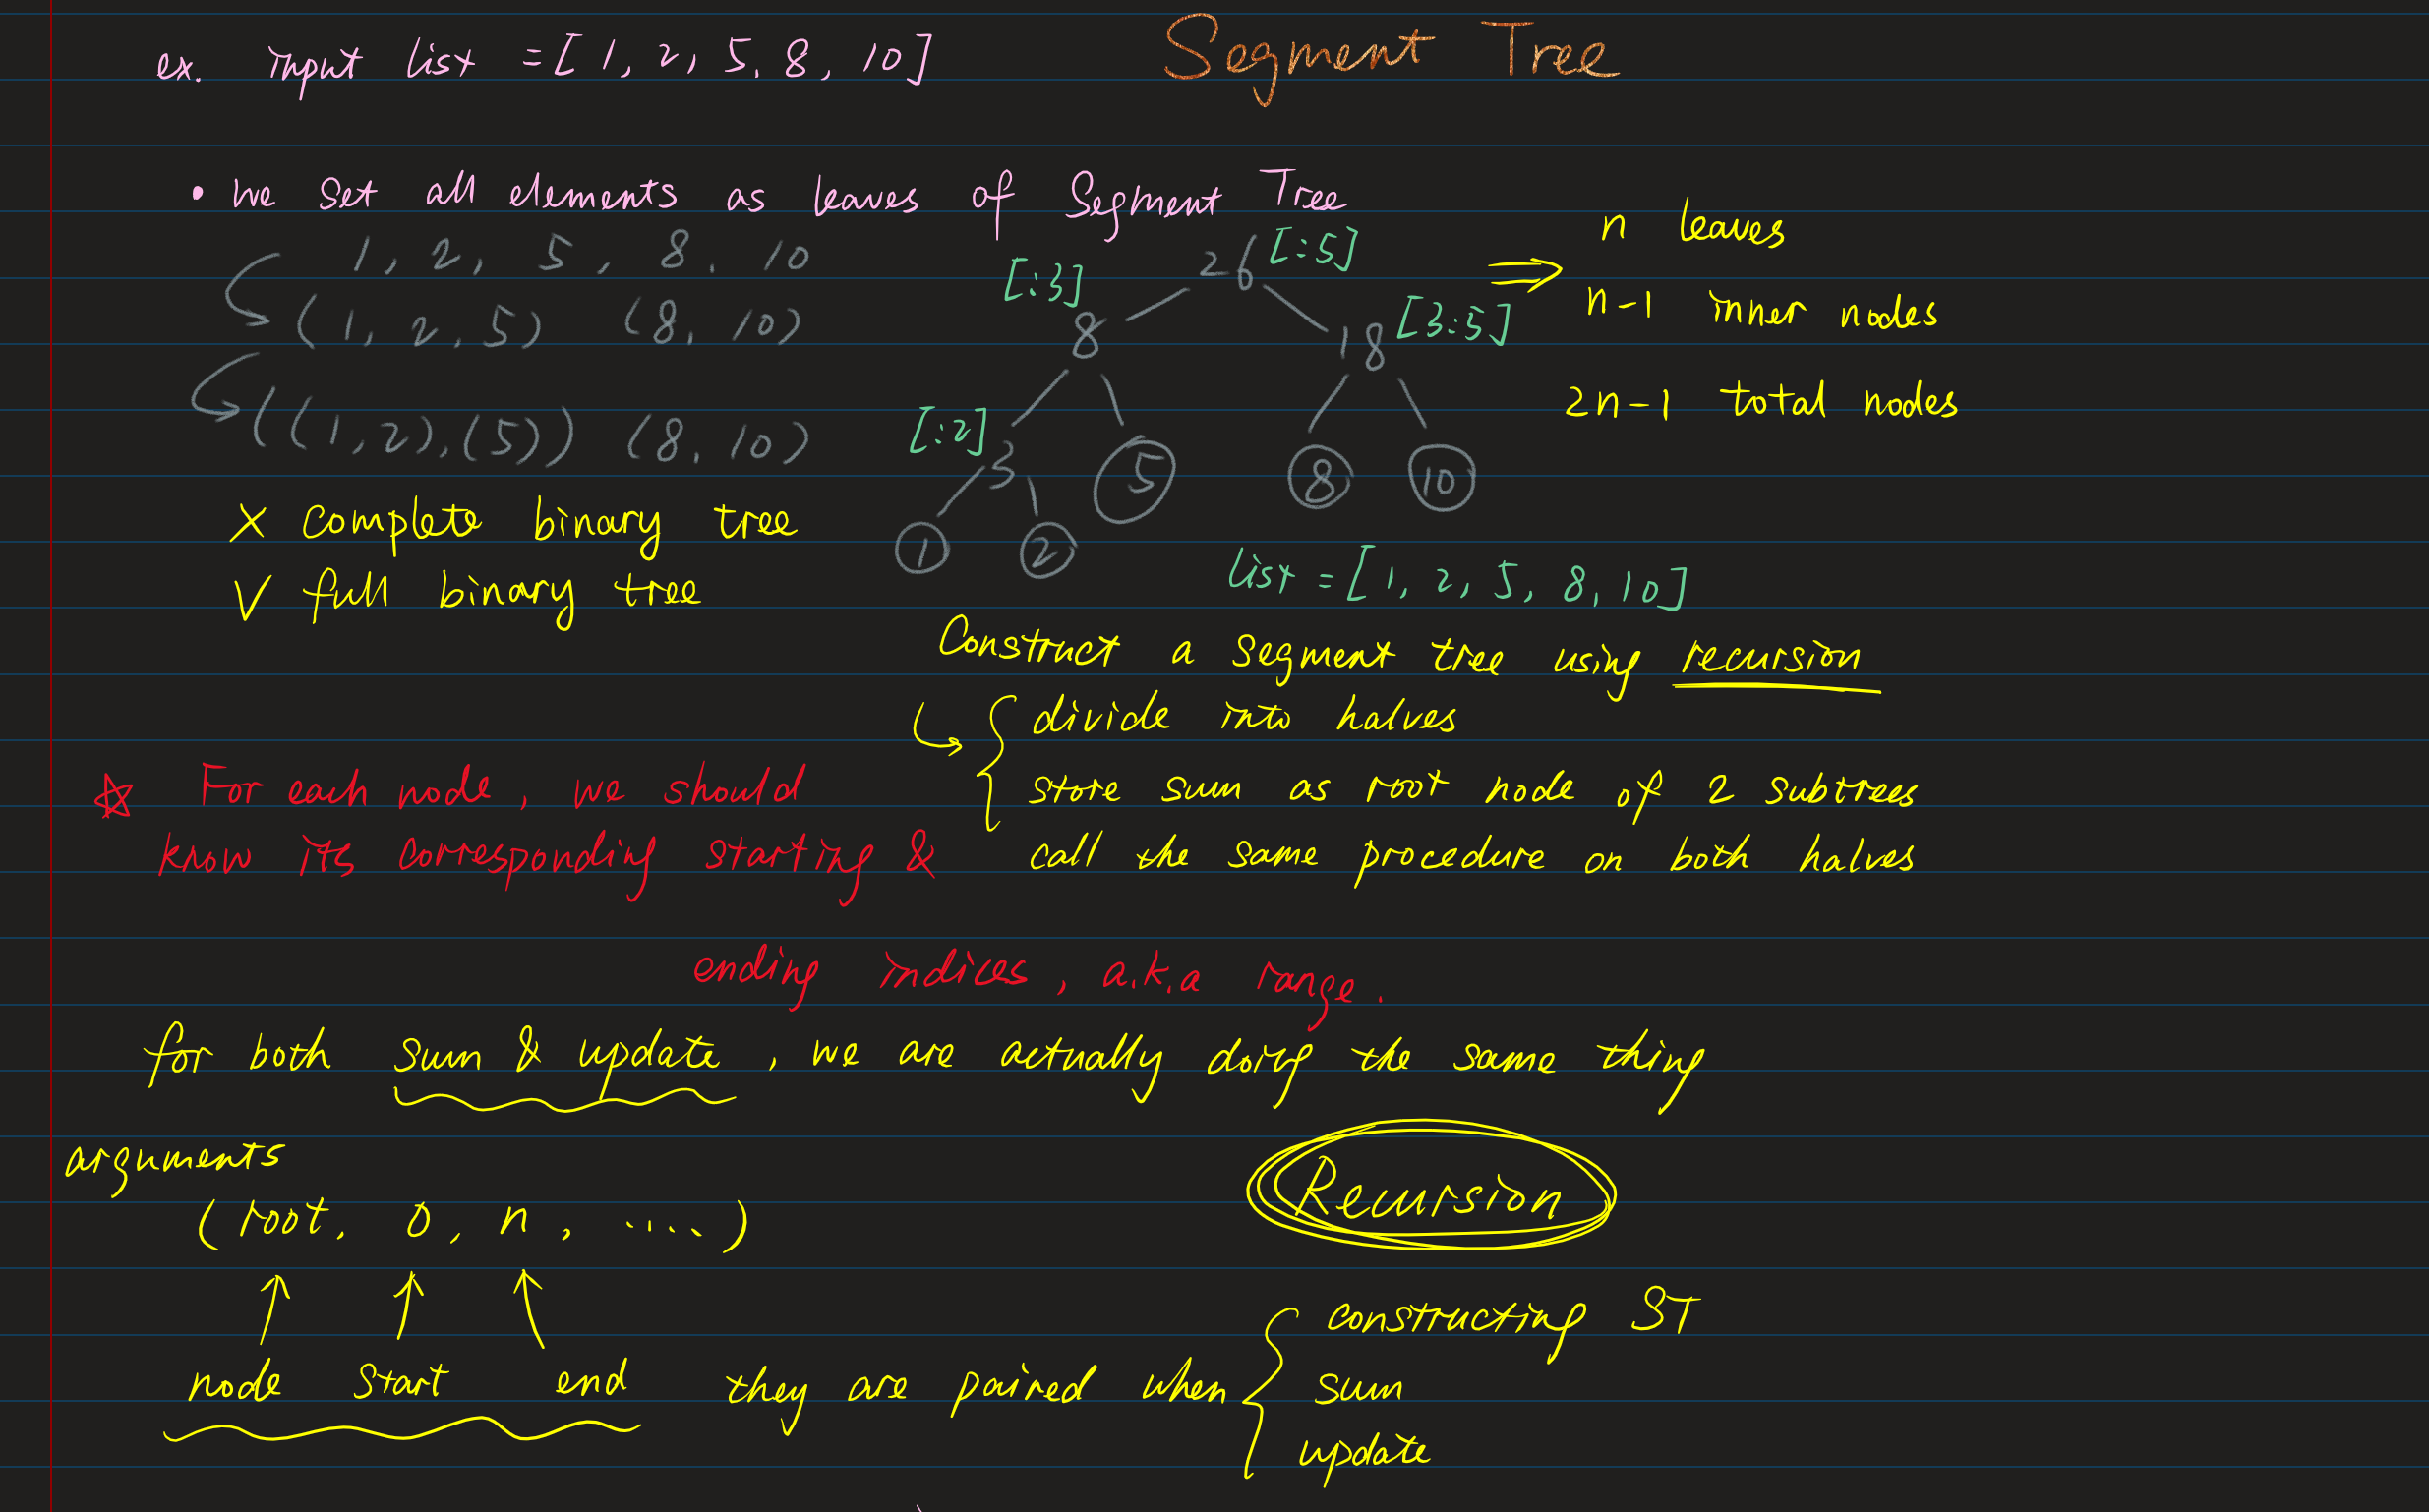 Segment Tree
ex. input list = [ 1, 2, 5, 8, 10 ]
• we set all elements as leaves of Segment Tree
1, 2, 5, 8, 10
(1, 2, 5) (8, 10)
((1, 2), (5)) (8, 10)
X complete binary tree
V full binary tree
26 [:5]
[:3] 8 18 [3:5]
[:2] 3 5 8 10
1 2
⇒ n leaves
n-1 inner nodes
2n-1 total nodes
list = [1, 2, 5, 8, 10]
Construct a segment tree using recursion
divide into halves
store sum as root node of 2 subtrees
call the same procedure on both halves
☆ For each node, we should
know its corresponding starting &
ending indices, a.k.a range.
for both sum & update, we are actually doing the same thing
Recursion
arguments
(root, 0, n, ....)
node start end they are paired when
constructing ST
sum
update